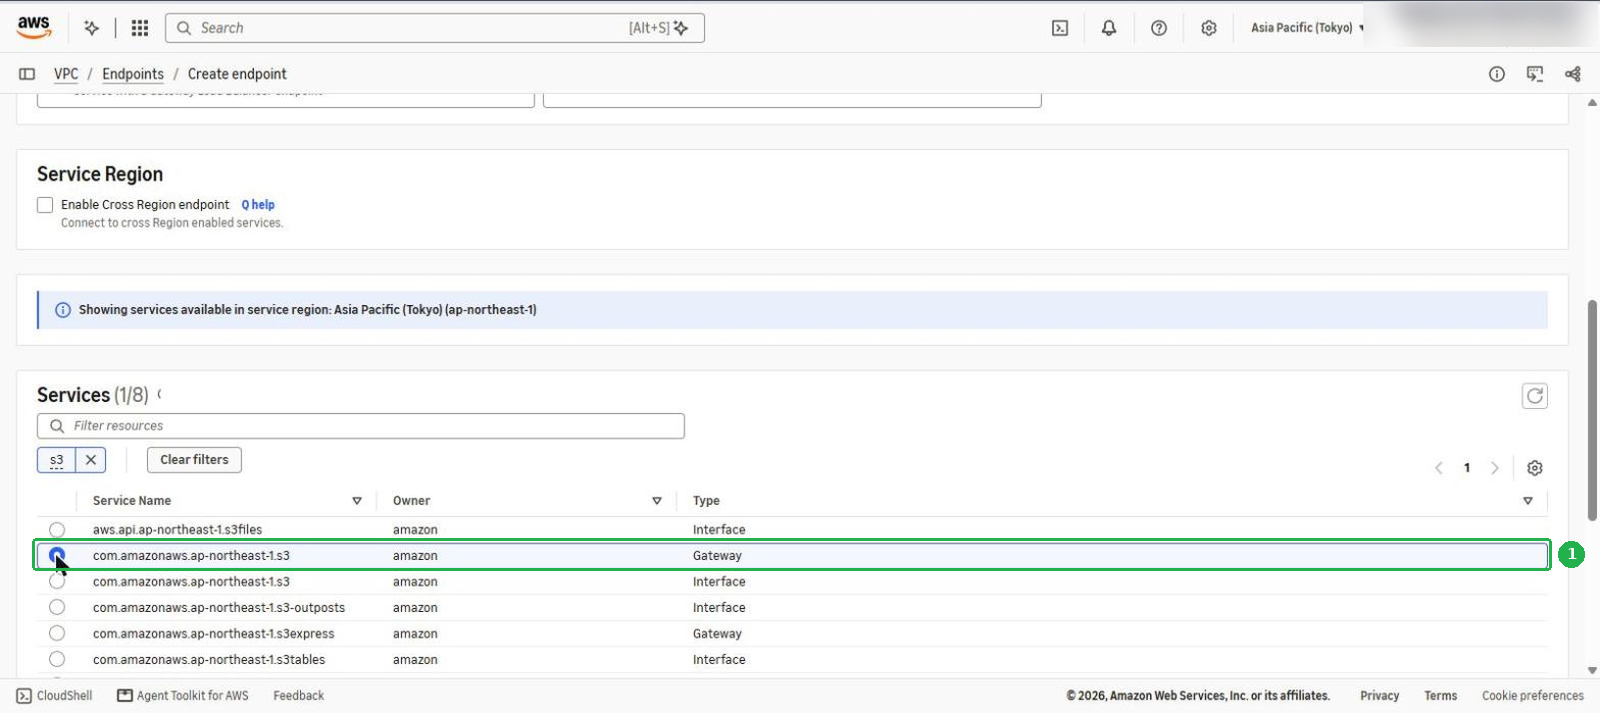 aws
Search
[Alt+S]
Asia Pacific (Tokyo)
VPC / Endpoints / Create endpoint
Service Region
Enable Cross Region endpoint Q help
Connect to cross Region enabled services.
Showing services available in service region: Asia Pacific (Tokyo) (ap-northeast-1)
Services (1/8)
Filter resources
s3
Clear filters
1
Service Name Owner Type
aws.api.ap-northeast-1.s3files amazon Interface
com.amazonaws.ap-northeast-1.s3 amazon Gateway
1
com.amazonaws.ap-northeast-1.s3 amazon Interface
com.amazonaws.ap-northeast-1.s3-outposts amazon Interface
com.amazonaws.ap-northeast-1.s3express amazon Gateway
com.amazonaws.ap-northeast-1.s3tables amazon Interface
CloudShell Agent Toolkit for AWS Feedback © 2026, Amazon Web Services, Inc. or its affiliates. Privacy Terms Cookie preferences